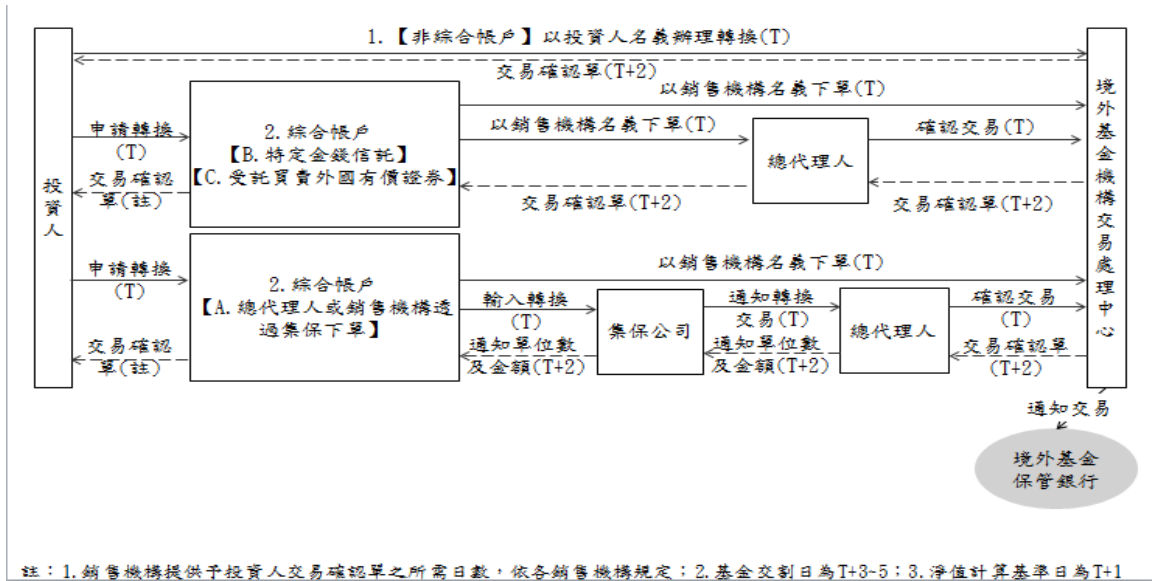 1.【非綜合帳戶】以投資人名義辦理轉換(T)
交易確認單(T+2)
投資人
申請轉換
(T)
交易確認
單(註)
2.綜合帳戶
【B.特定金錢信託】
【C.受託買賣外國有價證券】
以銷售機構名義下單(T)
以銷售機構名義下單(T)
交易確認單(T+2)
總代理人
確認交易(T)
交易確認單(T+2)
境外基金機構交易處理中心
申請轉換
(T)
交易確認
單(註)
2.綜合帳戶
【A.總代理人或銷售機構透
過集保下單】
以銷售機構名義下單(T)
輸入轉換
(T)
通知單位數
及金額(T+2)
集保公司
通知轉換
交易(T)
通知單位數
及金額(T+2)
總代理人
確認交易
(T)
交易確認單
(T+2)
通知交易
境外基金
保管銀行
註：1.銷售機構提供予投資人交易確認單之所需日數，依各銷售機構規定；2.基金交割日為T+3~5；3.淨值計算基準日為T+1